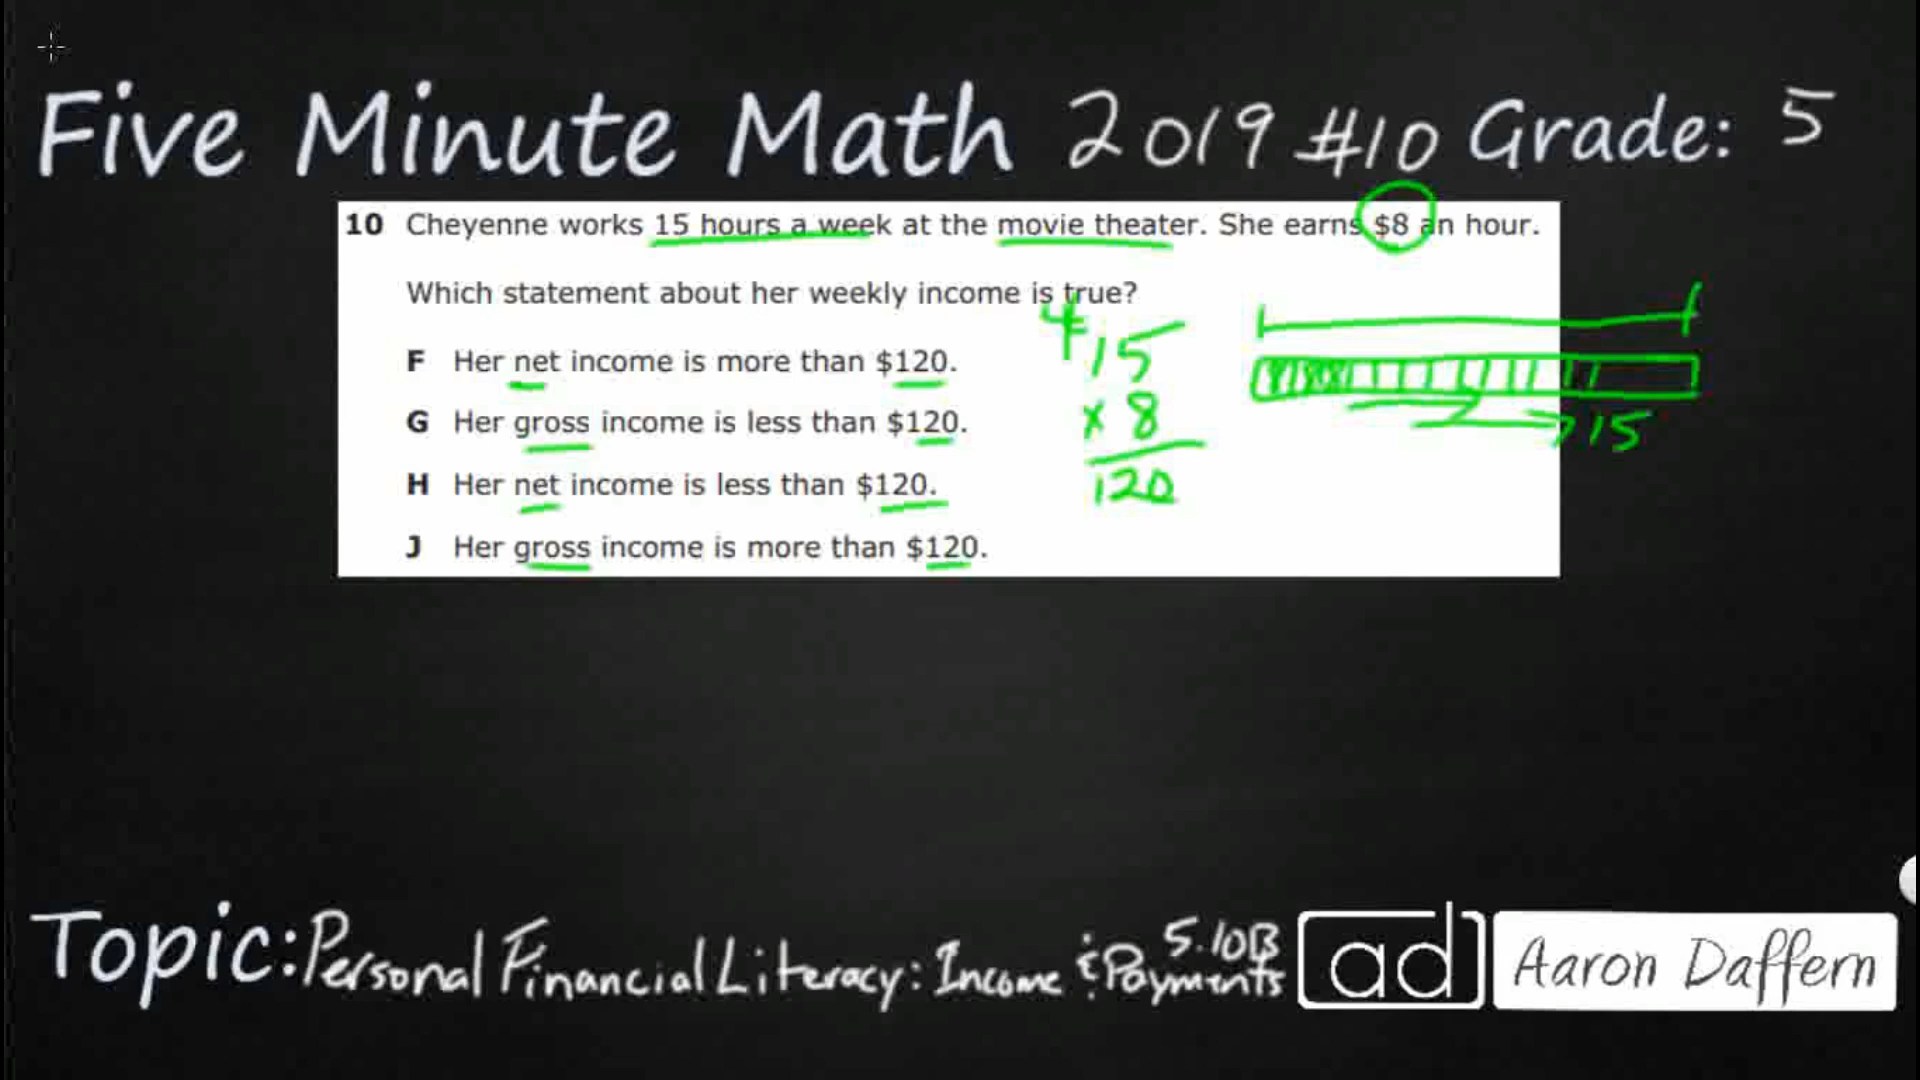 Five Minute Math 2019 #10 Grade: 5
10 Cheyenne works 15 hours a week at the movie theater. She earns $8 an hour.
Which statement about her weekly income is true?
F Her net income is more than $120.
G Her gross income is less than $120.
H Her net income is less than $120.
J Her gross income is more than $120.
4
15
x 8
120
15
Topic: Personal Financial Literacy: Income & Payments 5.10B
ad Aaron Daffern